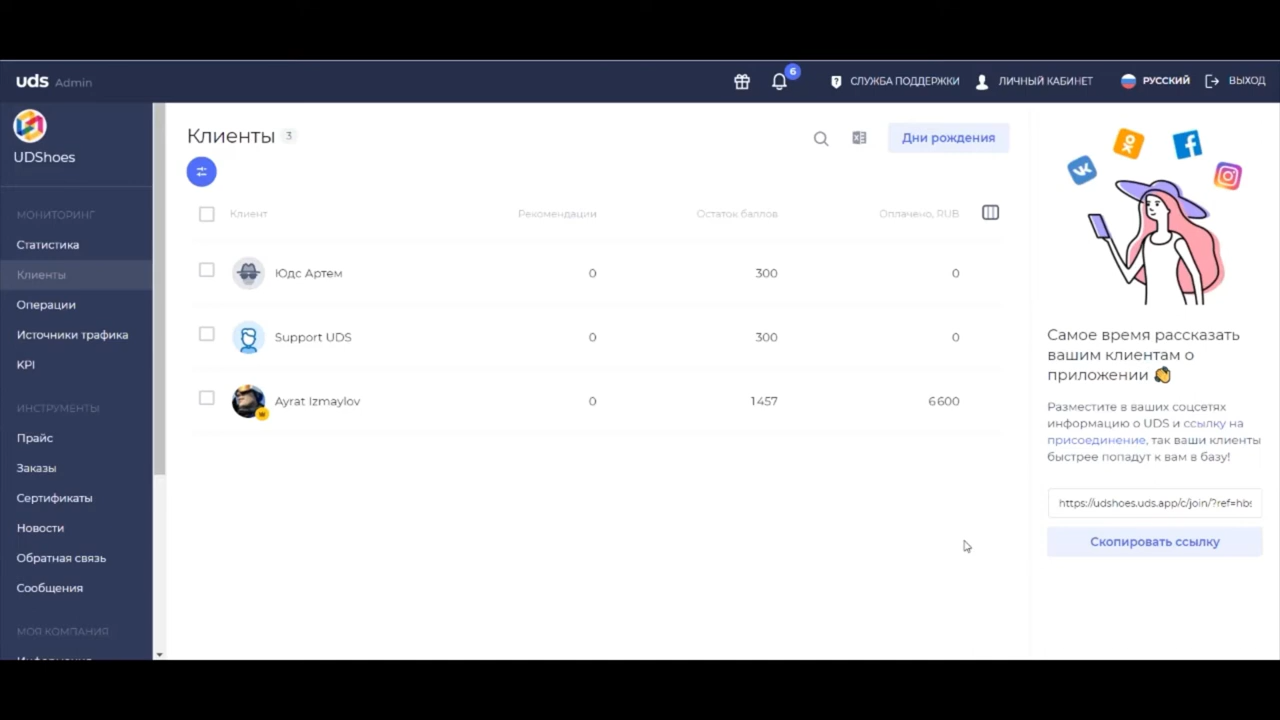 uds Admin
6
СЛУЖБА ПОДДЕРЖКИ
ЛИЧНЫЙ КАБИНЕТ
РУССКИЙ
ВЫХОД
UDShoes
МОНИТОРИНГ
Статистика
Клиенты
Операции
Источники трафика
KPI
ИНСТРУМЕНТЫ
Прайс
Заказы
Сертификаты
Новости
Обратная связь
Сообщения
МОЯ КОМПАНИЯ
Клиенты 3
Дни рождения
Клиент Рекомендации Остаток баллов Оплачено, RUB
Юдс Артем 0 300 0
Support UDS 0 300 0
Ayrat Izmaylov 0 1457 6 600
Самое время рассказать
вашим клиентам о
приложении
Разместите в ваших соцсетях
информацию о UDS и ссылку на
присоединение, так ваши клиенты
быстрее попадут к вам в базу!
https://udshoes.uds.app/c/join/?ref=hb
Скопировать ссылку